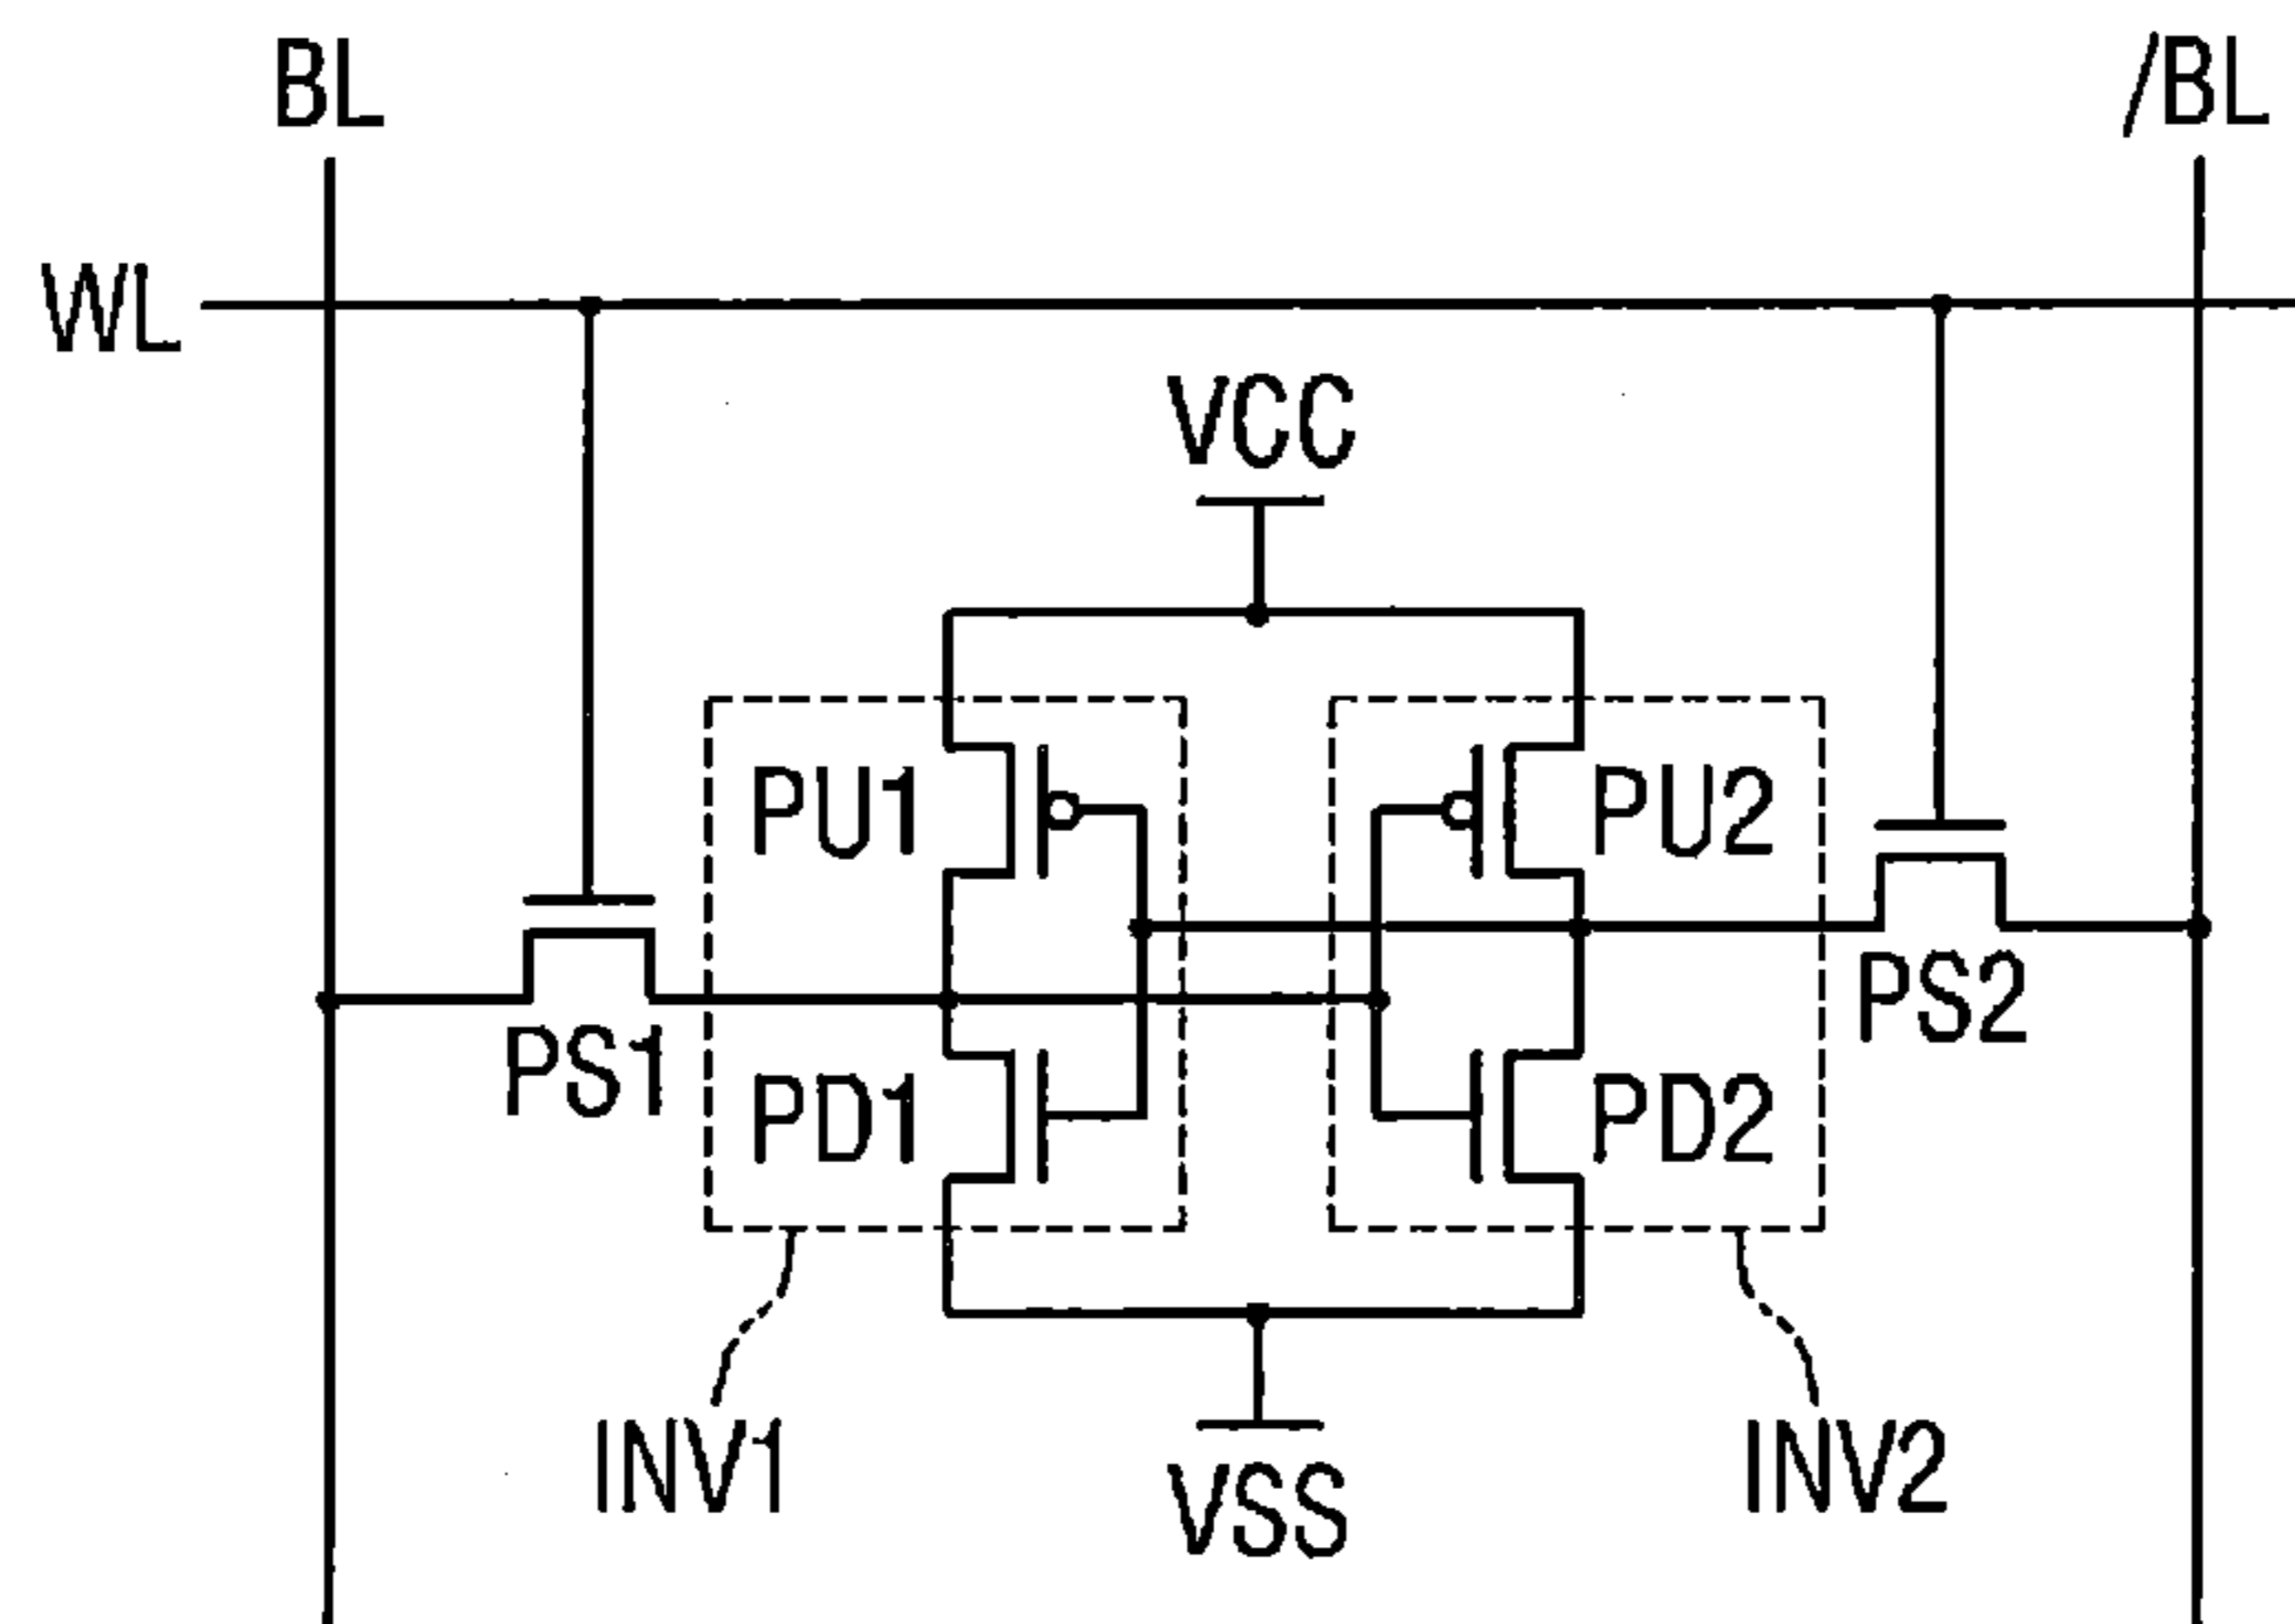 BL
/BL
WL
VCC
PU1
PU2
PS1
PS2
PD1
PD2
INV1
INV2
VSS